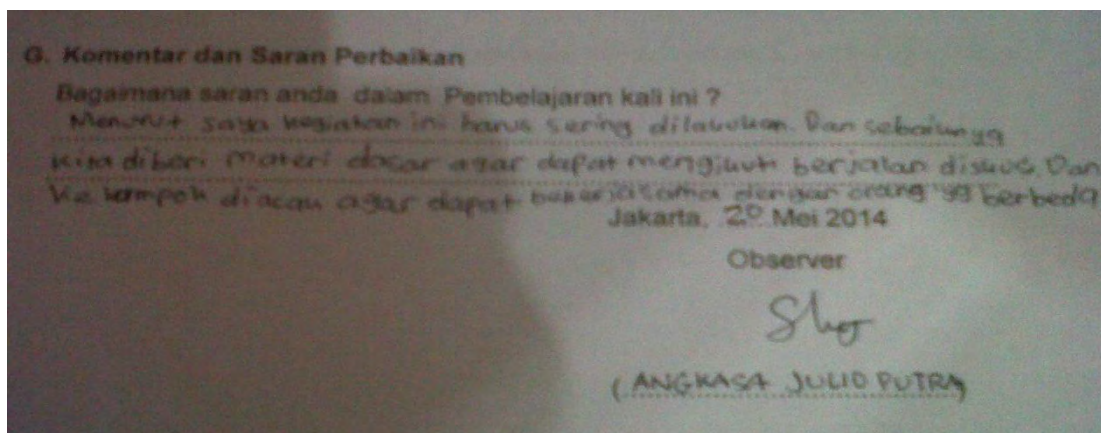 G. Komentar dan Saran Perbaikan
Bagaimana saran anda dalam Pembelajaran kali ini ?
Menurut saya kegiatan ini harus sering dilakukan. Dan sebaiknya
kita diberi materi dasar agar dapat mengikuti berjalan diskusi. Dan
Kelompok diacau agar dapat bekerjasama dengan orang yg berbeda
Jakarta, 20 Mei 2014
Observer
(ANGKASA JULIO PUTRA)